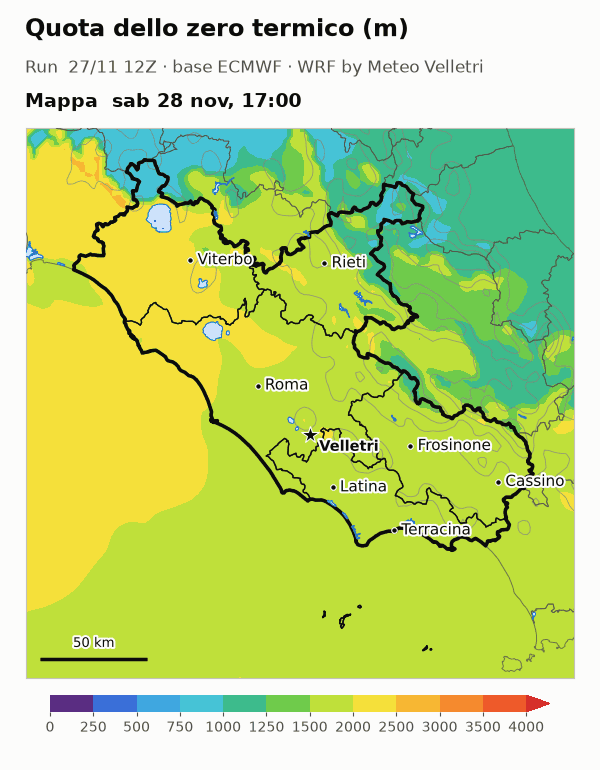 Quota dello zero termico (m)
Run  27/11 12Z · base ECMWF · WRF by Meteo Velletri
Mappa  sab 28 nov, 17:00
Viterbo
Rieti
Roma
Velletri
Frosinone
Latina
Cassino
Terracina
50 km
0 250 500 750 1000 1250 1500 2000 2500 3000 3500 4000